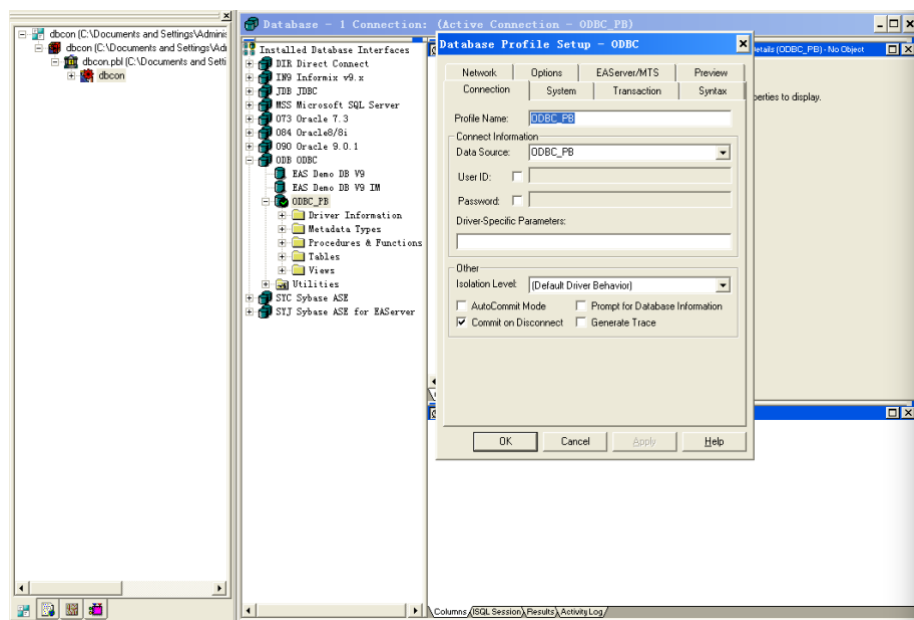 dbcon (C:\Documents and Settings\Adminis
dbcon (C:\Documents and Settings\Adi
dbcon.pbl (C:\Documents and Setti
dbcon
Database - 1 Connection: (Active Connection - ODBC_PB)
Installed Database Interfaces
DIR Direct Connect
IN9 Informix v9.x
JDB JDBC
MSS Microsoft SQL Server
O73 Oracle 7.3
O84 Oracle8/8i
O90 Oracle 9.0.1
ODB ODBC
EAS Demo DB V9
EAS Demo DB V9 IM
ODBC_PB
Driver Information
Metadata Types
Procedures & Functions
Tables
Views
Utilities
SYC Sybase ASE
SYJ Sybase ASE for EAServer
Database Profile Setup - ODBC
Network Options EAServer/MTS Preview
Connection System Transaction Syntax
Profile Name: ODBC_PB
Connect Information
Data Source: ODBC_PB
User ID:
Password:
Driver-Specific Parameters:
Other
Isolation Level: (Default Driver Behavior)
AutoCommit Mode Prompt for Database Information
Commit on Disconnect Generate Trace
OK Cancel Apply Help
etails (ODBC_PB) - No Object
perties to display.
Columns ISQL Session Results Activity Log